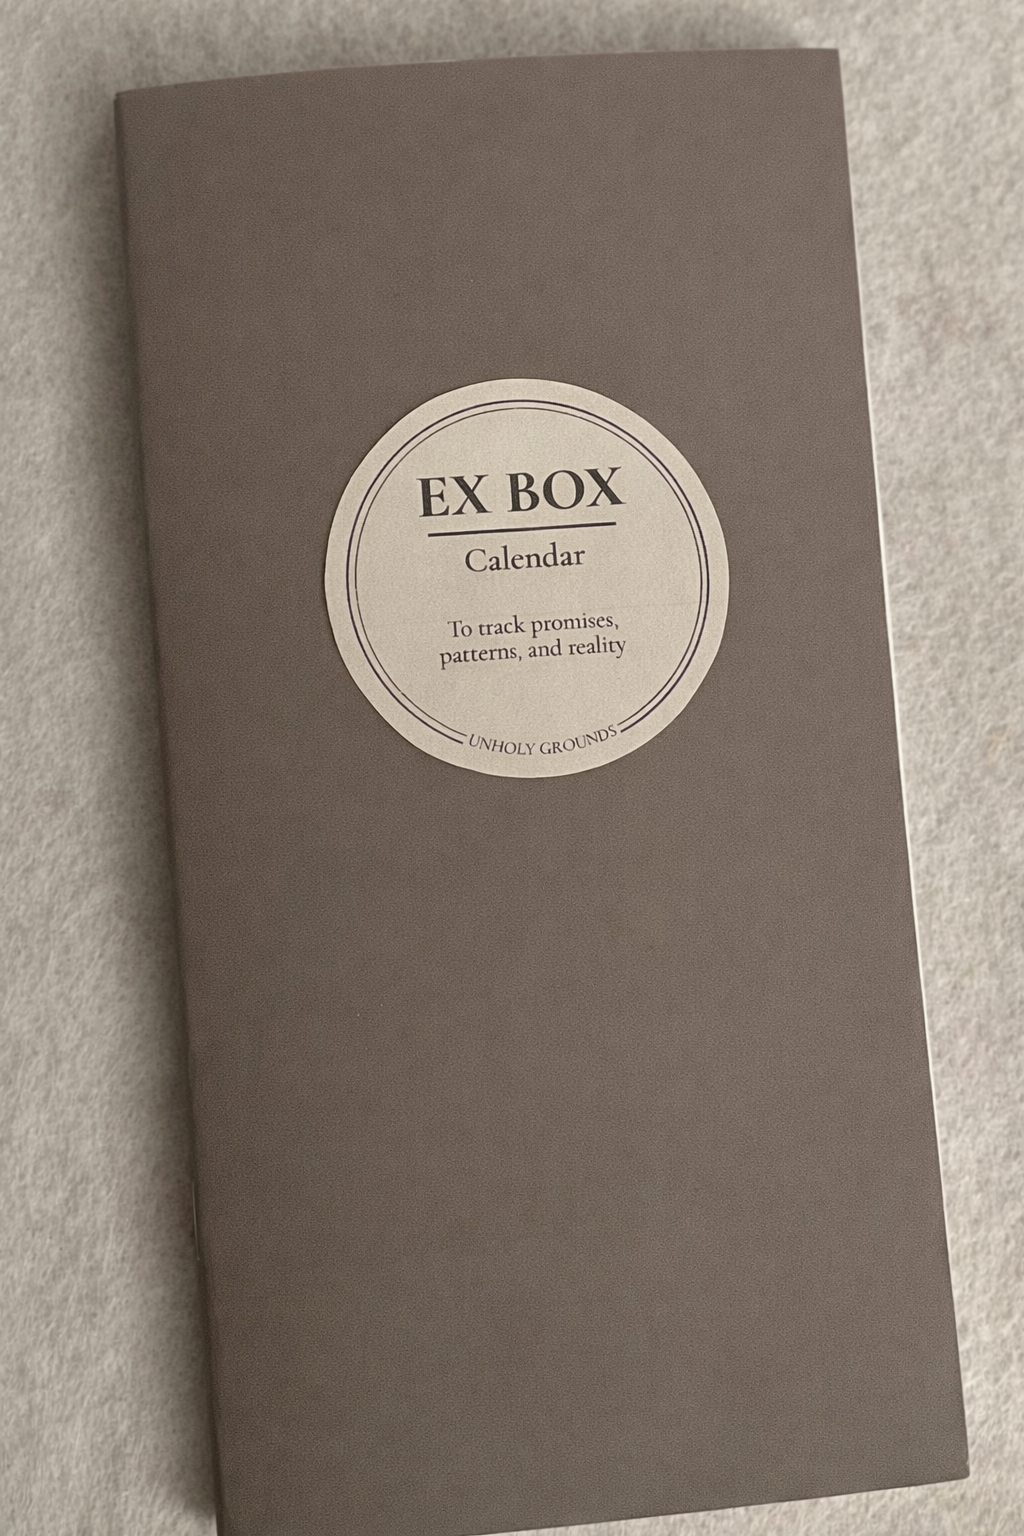 EX BOX
Calendar
To track promises,
patterns, and reality
UNHOLY GROUNDS